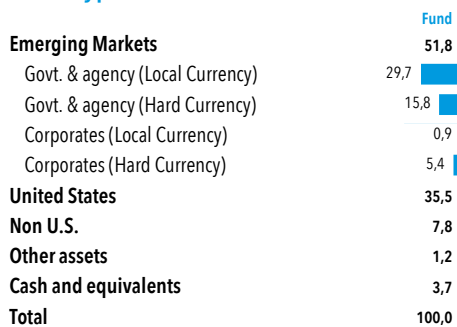 Fund
Emerging Markets 51,8
Govt. & agency (Local Currency) 29,7
Govt. & agency (Hard Currency) 15,8
Corporates (Local Currency) 0,9
Corporates (Hard Currency) 5,4
United States 35,5
Non U.S. 7,8
Other assets 1,2
Cash and equivalents 3,7
Total 100,0